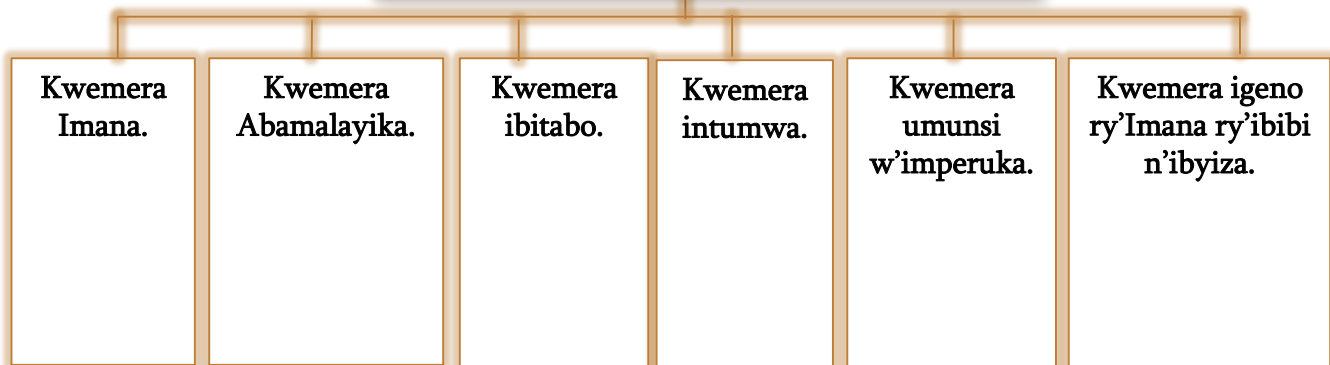 Kwemera
Imana.
Kwemera
Abamalayika.
Kwemera
ibitabo.
Kwemera
intumwa.
Kwemera
umunsi
w’imperuka.
Kwemera igeno
ry’Imana ry’ibibi
n’ibyiza.